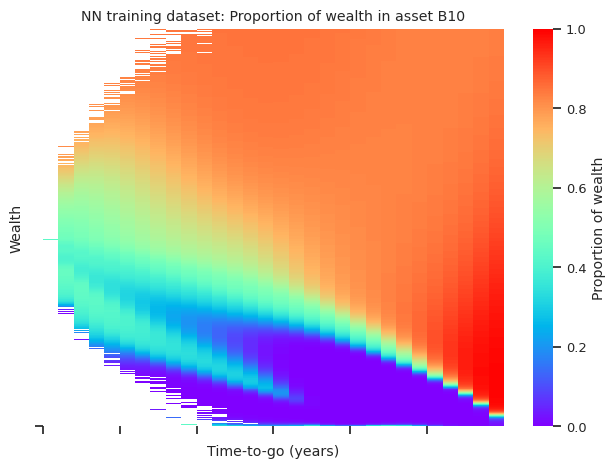 NN training dataset: Proportion of wealth in asset B10
Wealth
Time-to-go (years)
1.0
0.8
0.6
0.4
0.2
0.0
Proportion of wealth